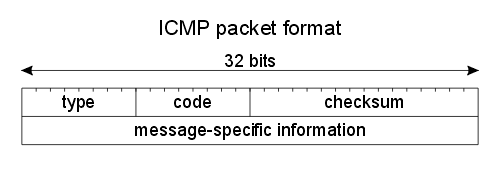 ICMP packet format
32 bits
type code checksum
message-specific information